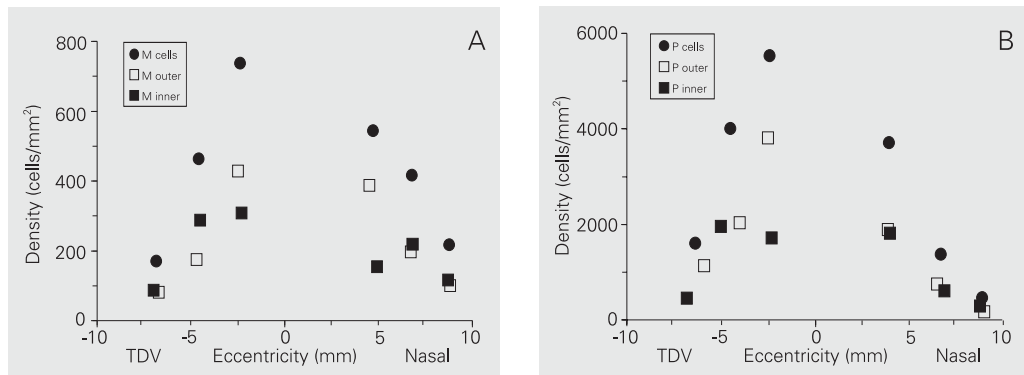 A
800
600
400
200
0
Density (cells/mm²)
M cells
M outer
M inner
-10 -5 0 5 10
TDV Eccentricity (mm) Nasal
B
6000
4000
2000
0
Density (cells/mm²)
P cells
P outer
P inner
-10 -5 0 5 10
TDV Eccentricity (mm) Nasal